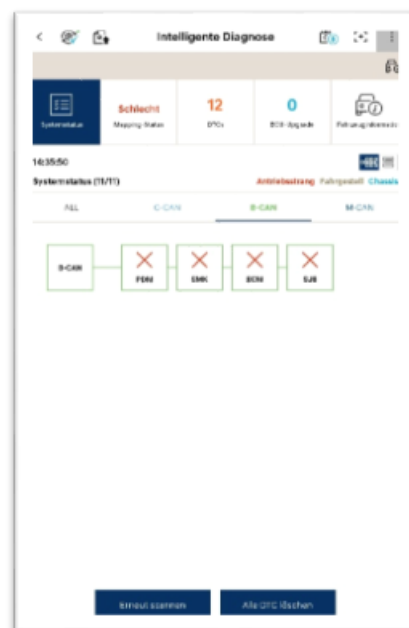 Intelligente Diagnose
Systemstatus
Schlecht
Mapping-Status
12
DTCs
0
ECU-Upgrade
14:35:50
Systemstatus (11/11)
Antriebsstrang Fahrgestell Chassis
ALL
C-CAN
B-CAN
M-CAN
B-CAN
PDM
SMK
BCM
SJB
Erneut scannen
Alle DTC löschen